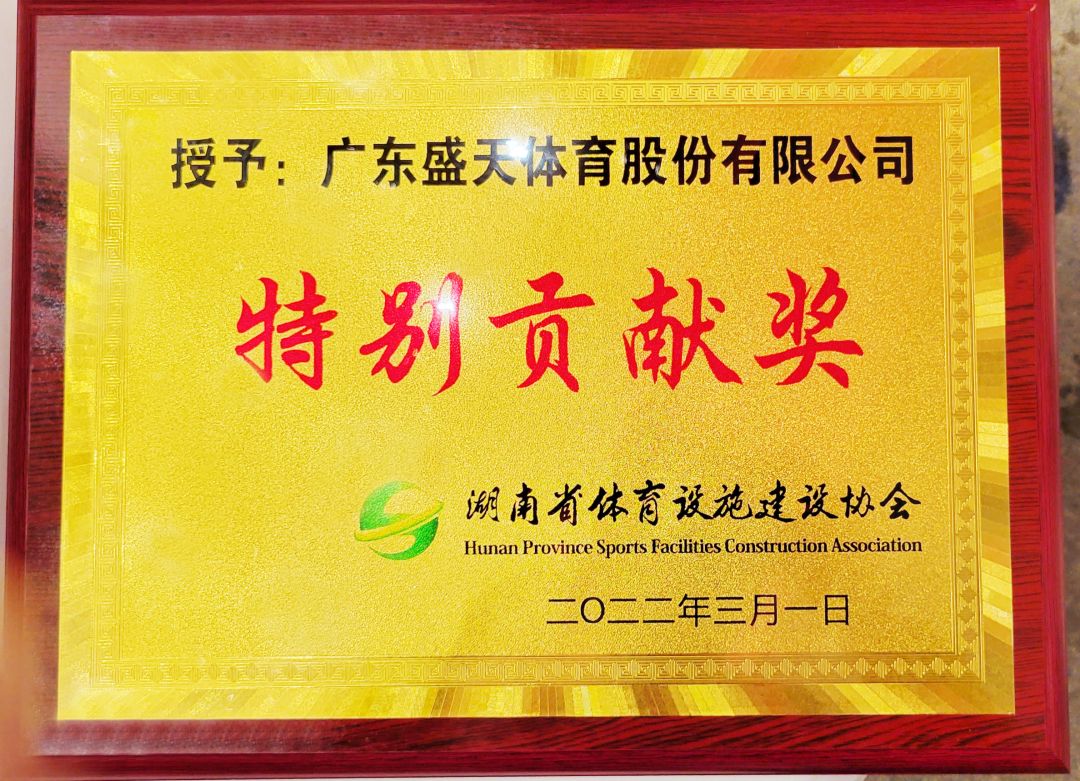 授予：广东盛天体育股份有限公司
特别贡献奖
湖南省体育设施建设协会
Hunan Province Sports Facilities Construction Association
二O二二年三月一日